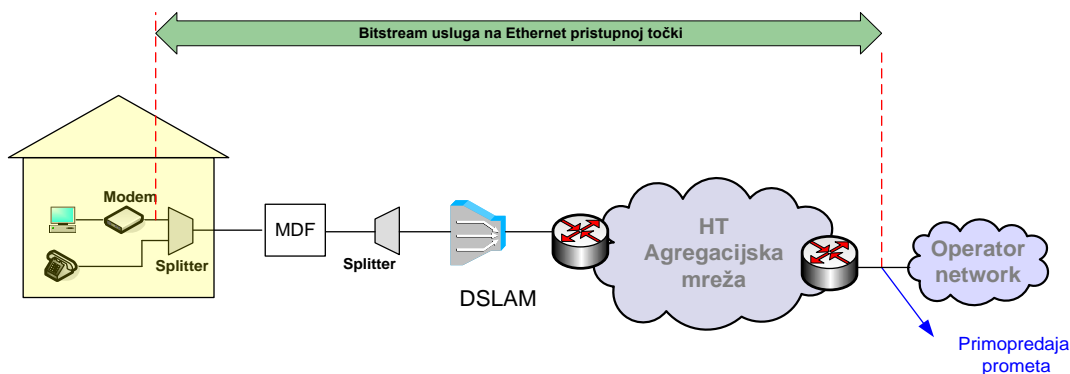 Bitstream usluga na Ethernet pristupnoj točki
Modem
Splitter
MDF
Splitter
DSLAM
HT
Agregacijska
mreža
Operator
network
Primopredaja
prometa